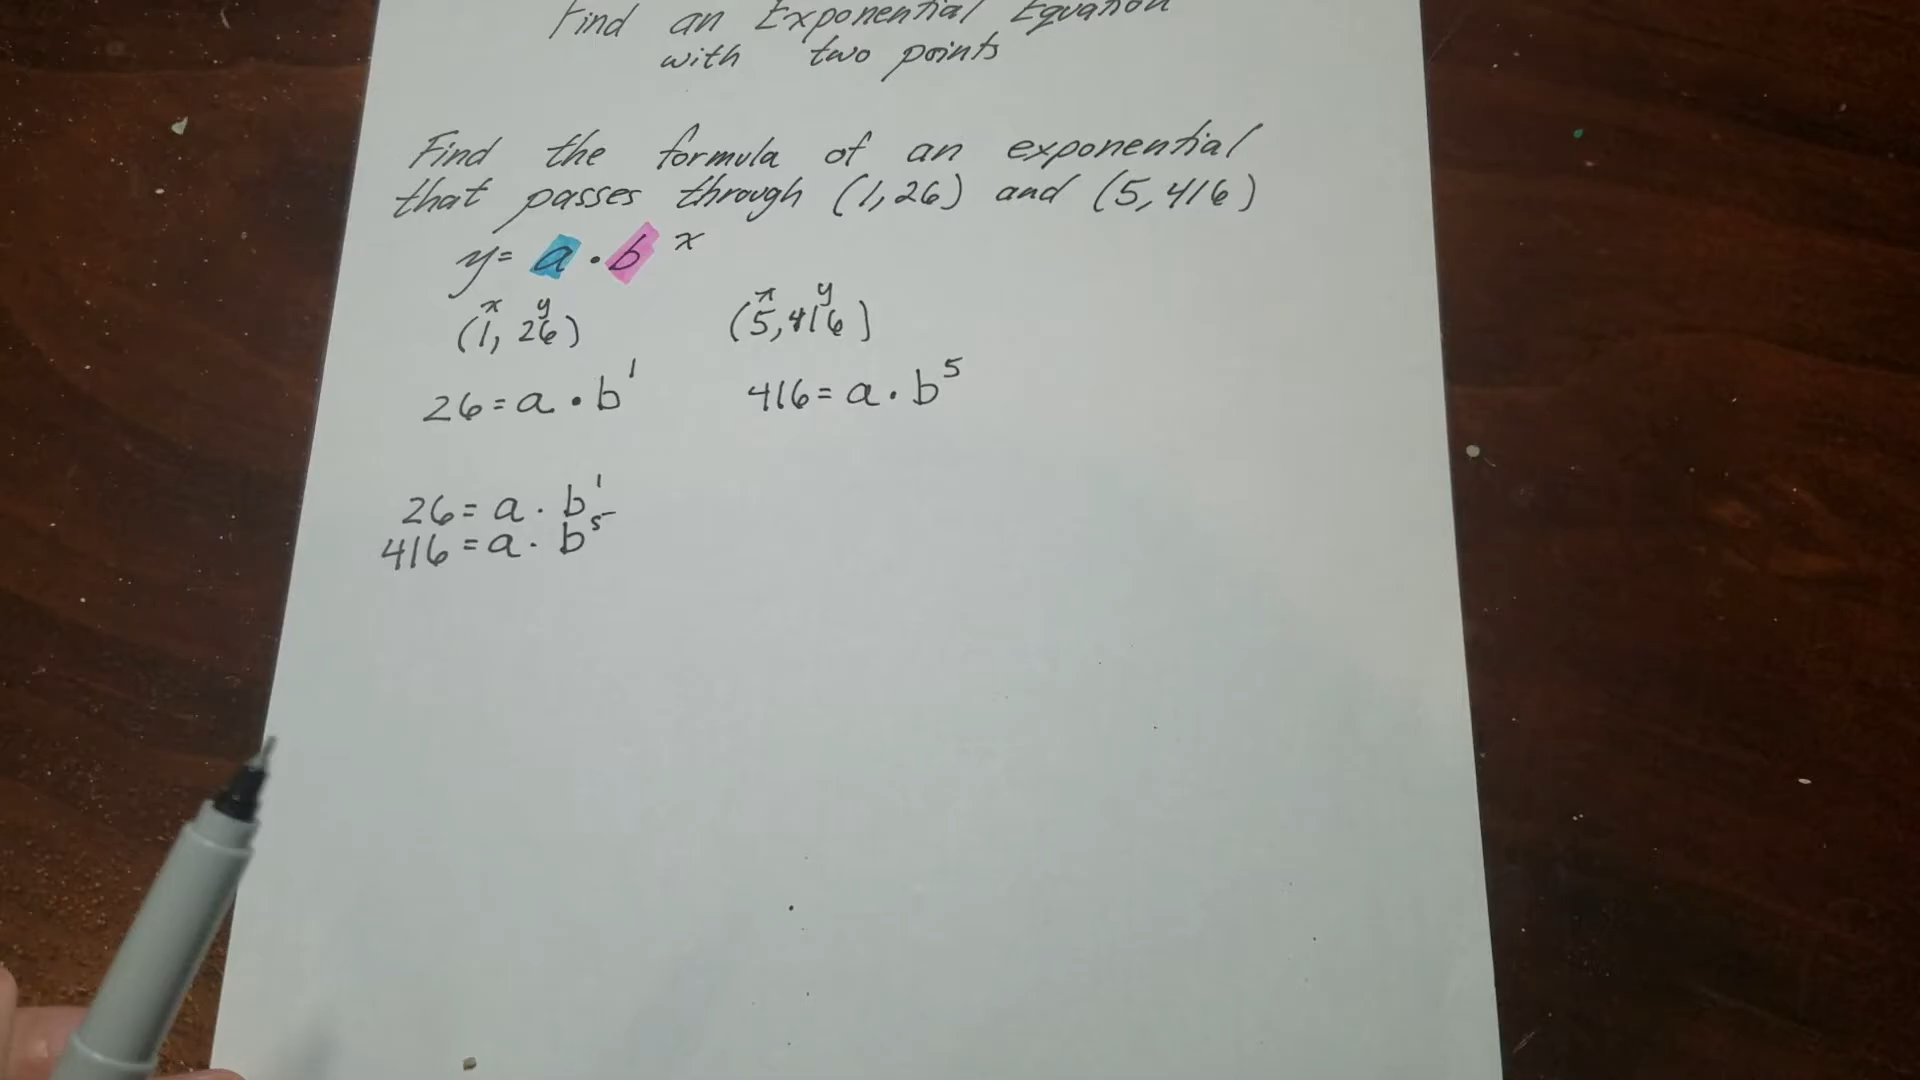 Find an Exponential Equation
with two points
Find the formula of an exponential
that passes through (1,26) and (5,416)
y= a · b ˣ
x y x y
(1, 26) (5,416)
26=a · b¹ 416=a · b⁵
26= a · b¹
416=a · b⁵